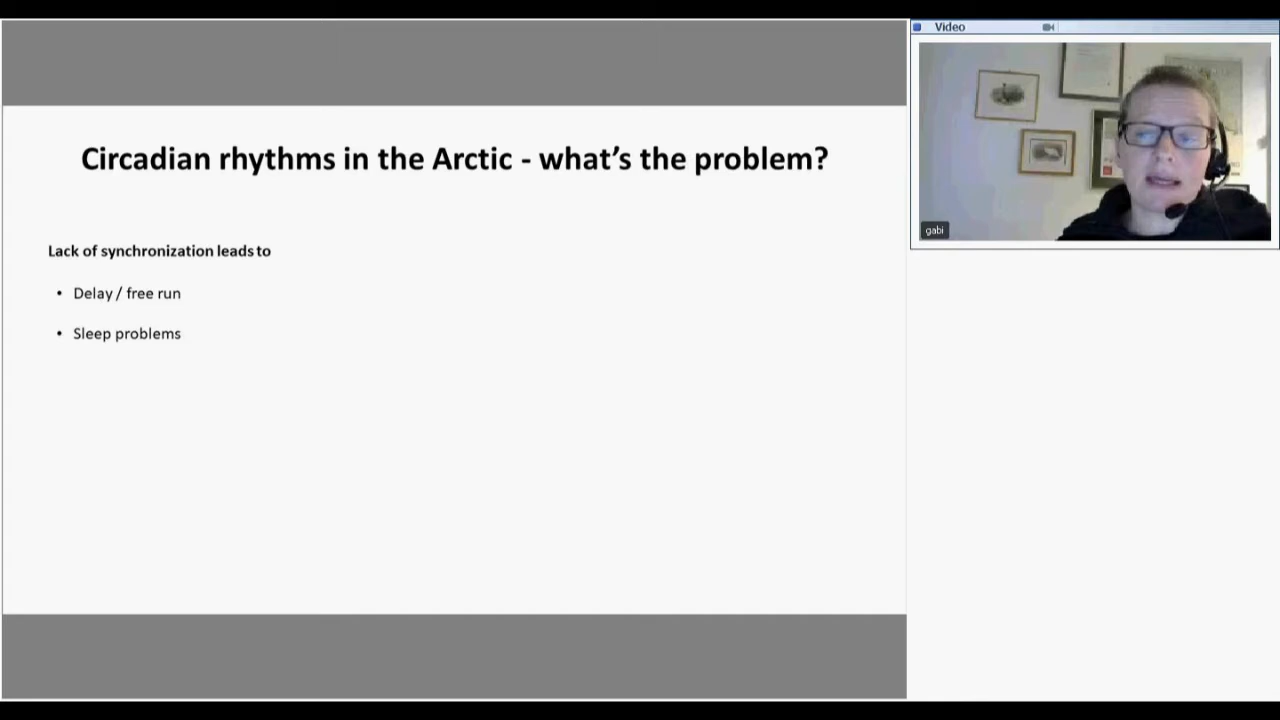 Circadian rhythms in the Arctic - what's the problem?
Lack of synchronization leads to
• Delay / free run
• Sleep problems
Video
gabi